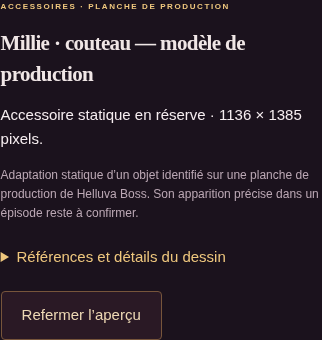 ACCESSOIRES · PLANCHE DE PRODUCTION
Millie · couteau — modèle de
production
Accessoire statique en réserve · 1136 × 1385
pixels.
Adaptation statique d’un objet identifié sur une planche de
production de Helluva Boss. Son apparition précise dans un
épisode reste à confirmer.
▶ Références et détails du dessin
Refermer l’aperçu